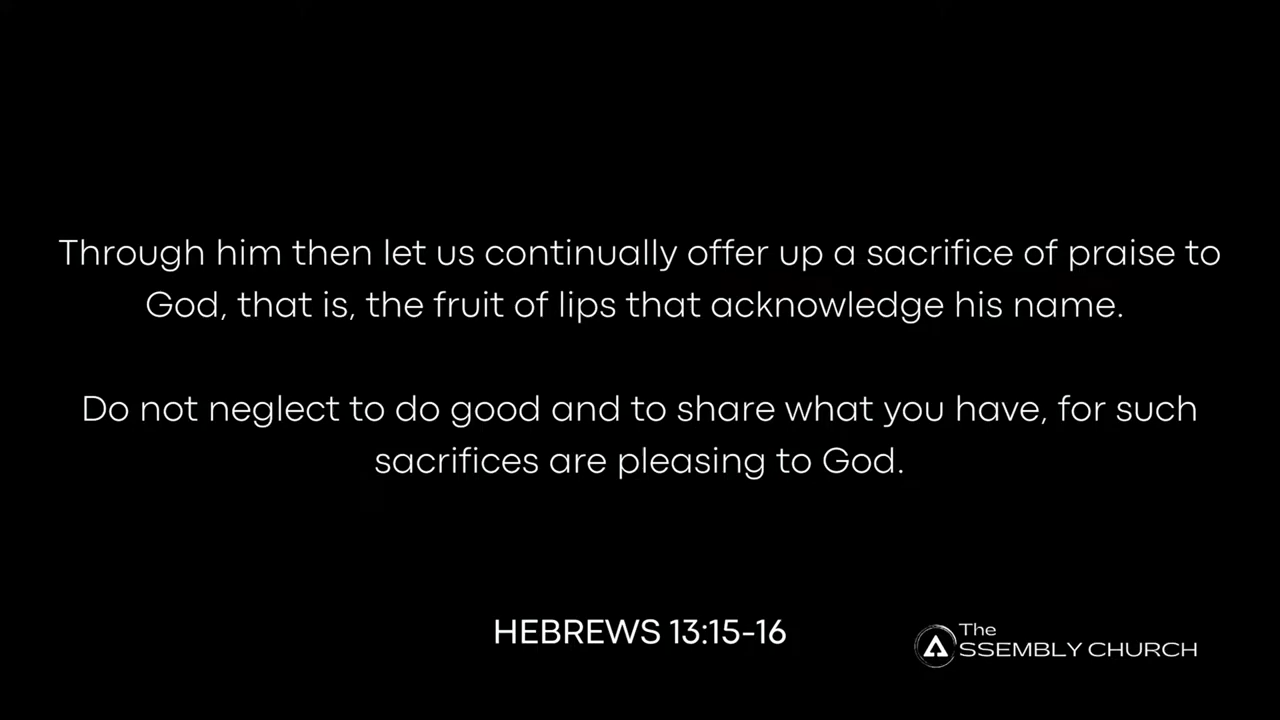 Through him then let us continually offer up a sacrifice of praise to
God, that is, the fruit of lips that acknowledge his name.
Do not neglect to do good and to share what you have, for such
sacrifices are pleasing to God.
HEBREWS 13:15-16
The
ASSEMBLY CHURCH